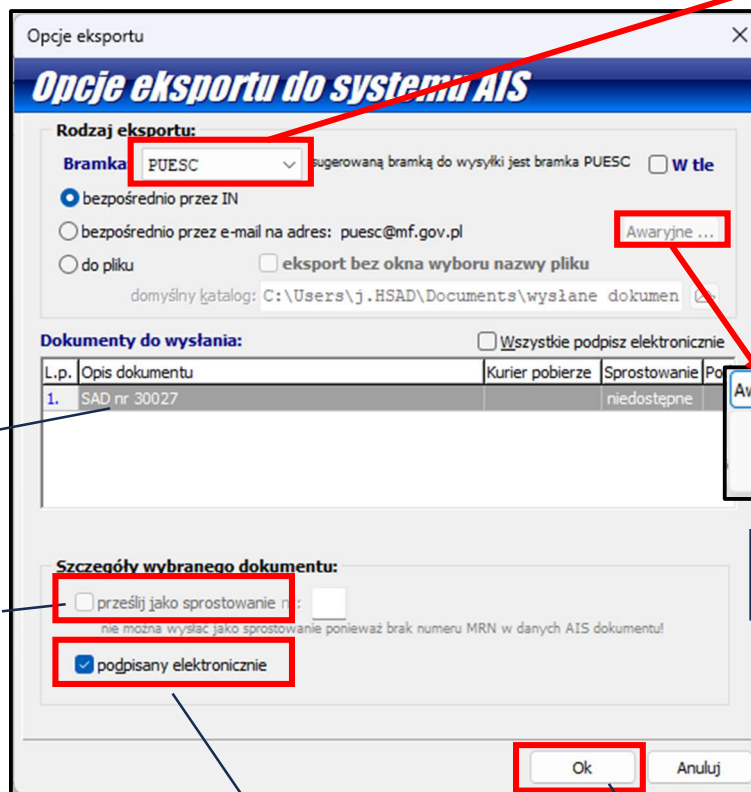 Opcje eksportu
Opcje eksportu do systemu AIS
Rodzaj eksportu:
Bramka PUESC sugerowaną bramką do wysyłki jest bramka PUESC W tle
bezpośrednio przez IN
bezpośrednio przez e-mail na adres: puesc@mf.gov.pl Awaryjne ...
do pliku eksport bez okna wyboru nazwy pliku
domyślny katalog: C:\Users\j.HSAD\Documents\wysłane dokumen
Dokumenty do wysłania: Wszystkie podpisz elektronicznie
L.p. Opis dokumentu Kurier pobierze Sprostowanie Po
1. SAD nr 30027 niedostępne
Aw
Szczegóły wybranego dokumentu:
prześlij jako sprostowanie
nie można wysłać jako sprostowanie ponieważ brak numeru MRN w danych AIS dokumentu!
podpisany elektronicznie
Ok Anuluj